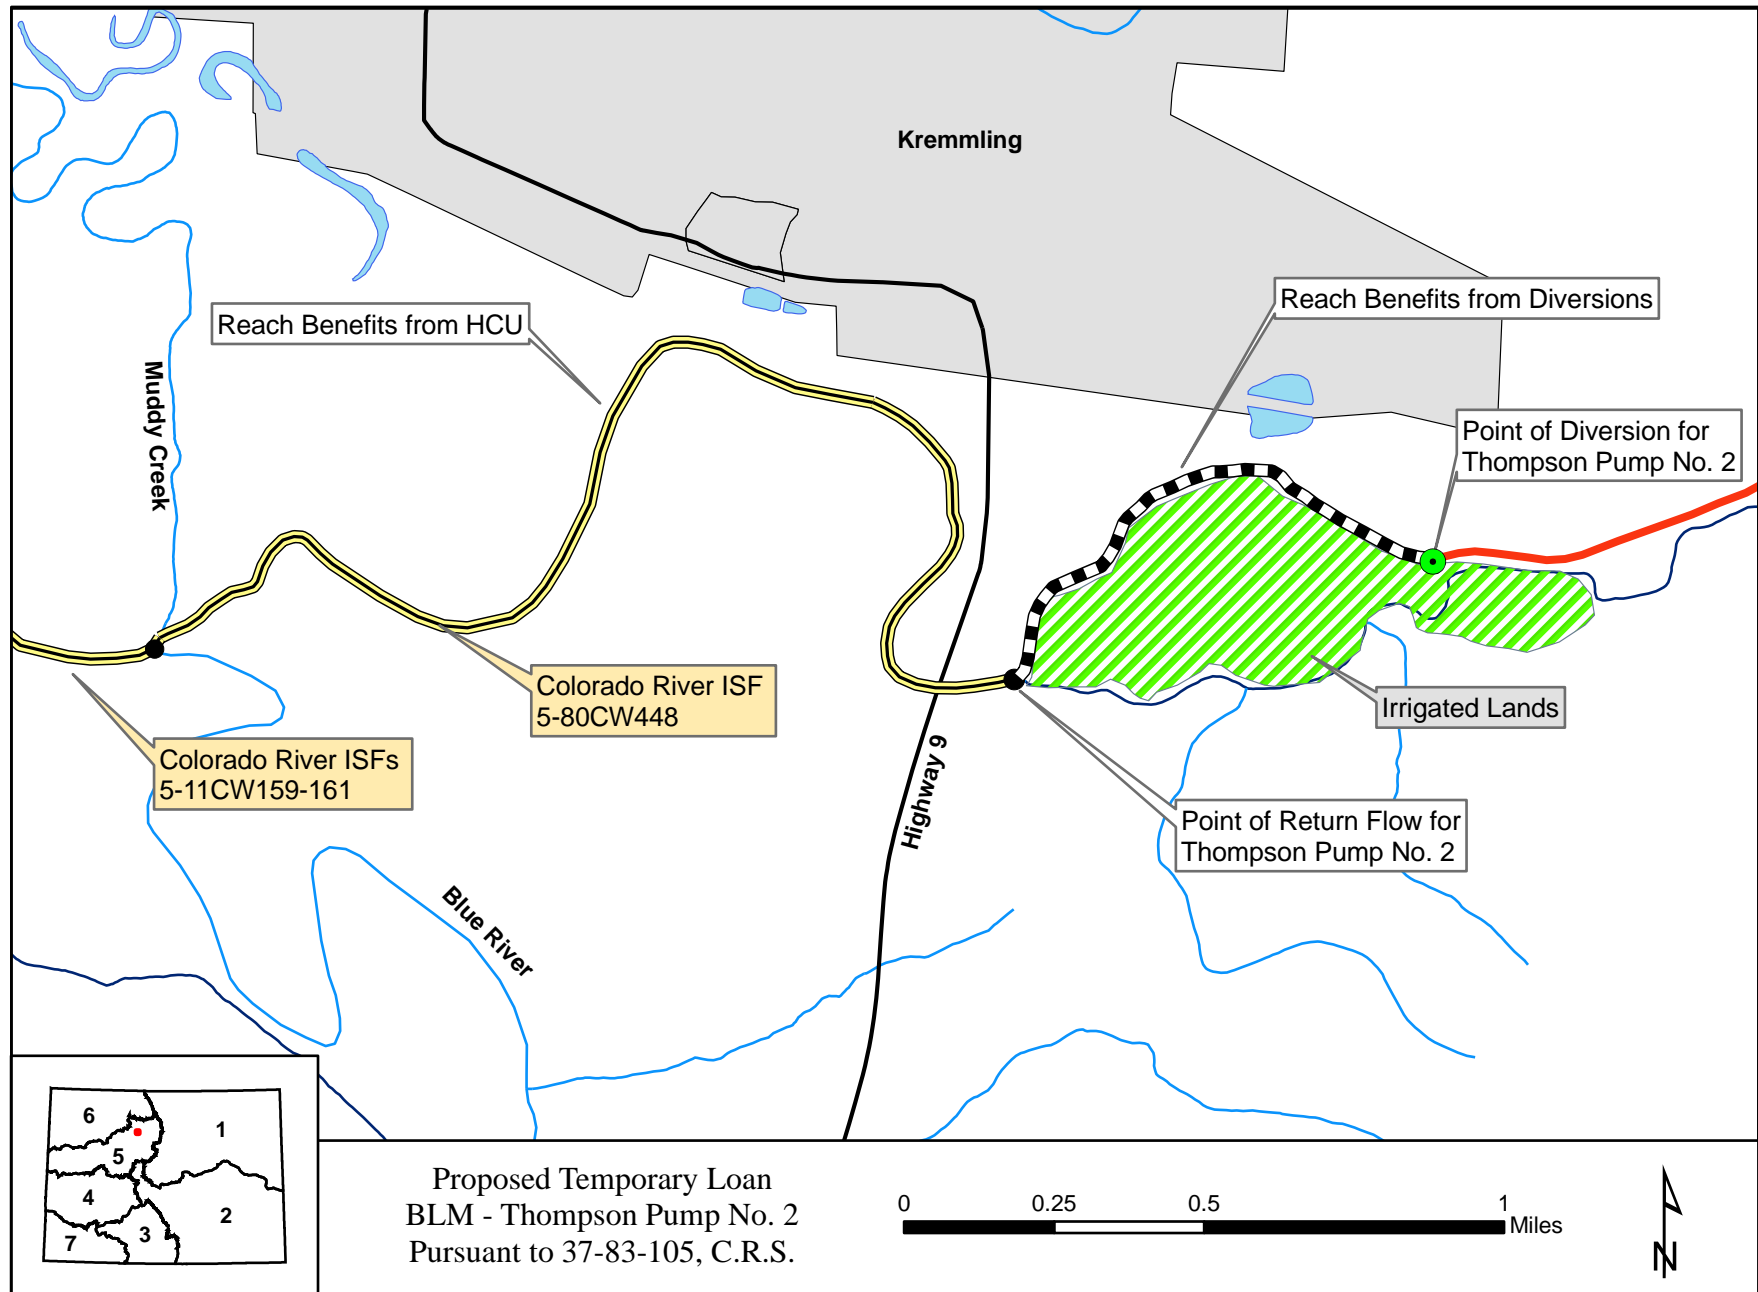 Kremmling
Reach Benefits from Diversions
Reach Benefits from HCU
Muddy Creek
Point of Diversion for
Thompson Pump No. 2
Colorado River ISF
5-80CW448
Irrigated Lands
Colorado River ISFs
5-11CW159-161
Highway 9
Point of Return Flow for
Thompson Pump No. 2
Blue River
6
1
5
4
2
3
7
Proposed Temporary Loan
BLM - Thompson Pump No. 2
Pursuant to 37-83-105, C.R.S.
0 0.25 0.5 1
Miles
N